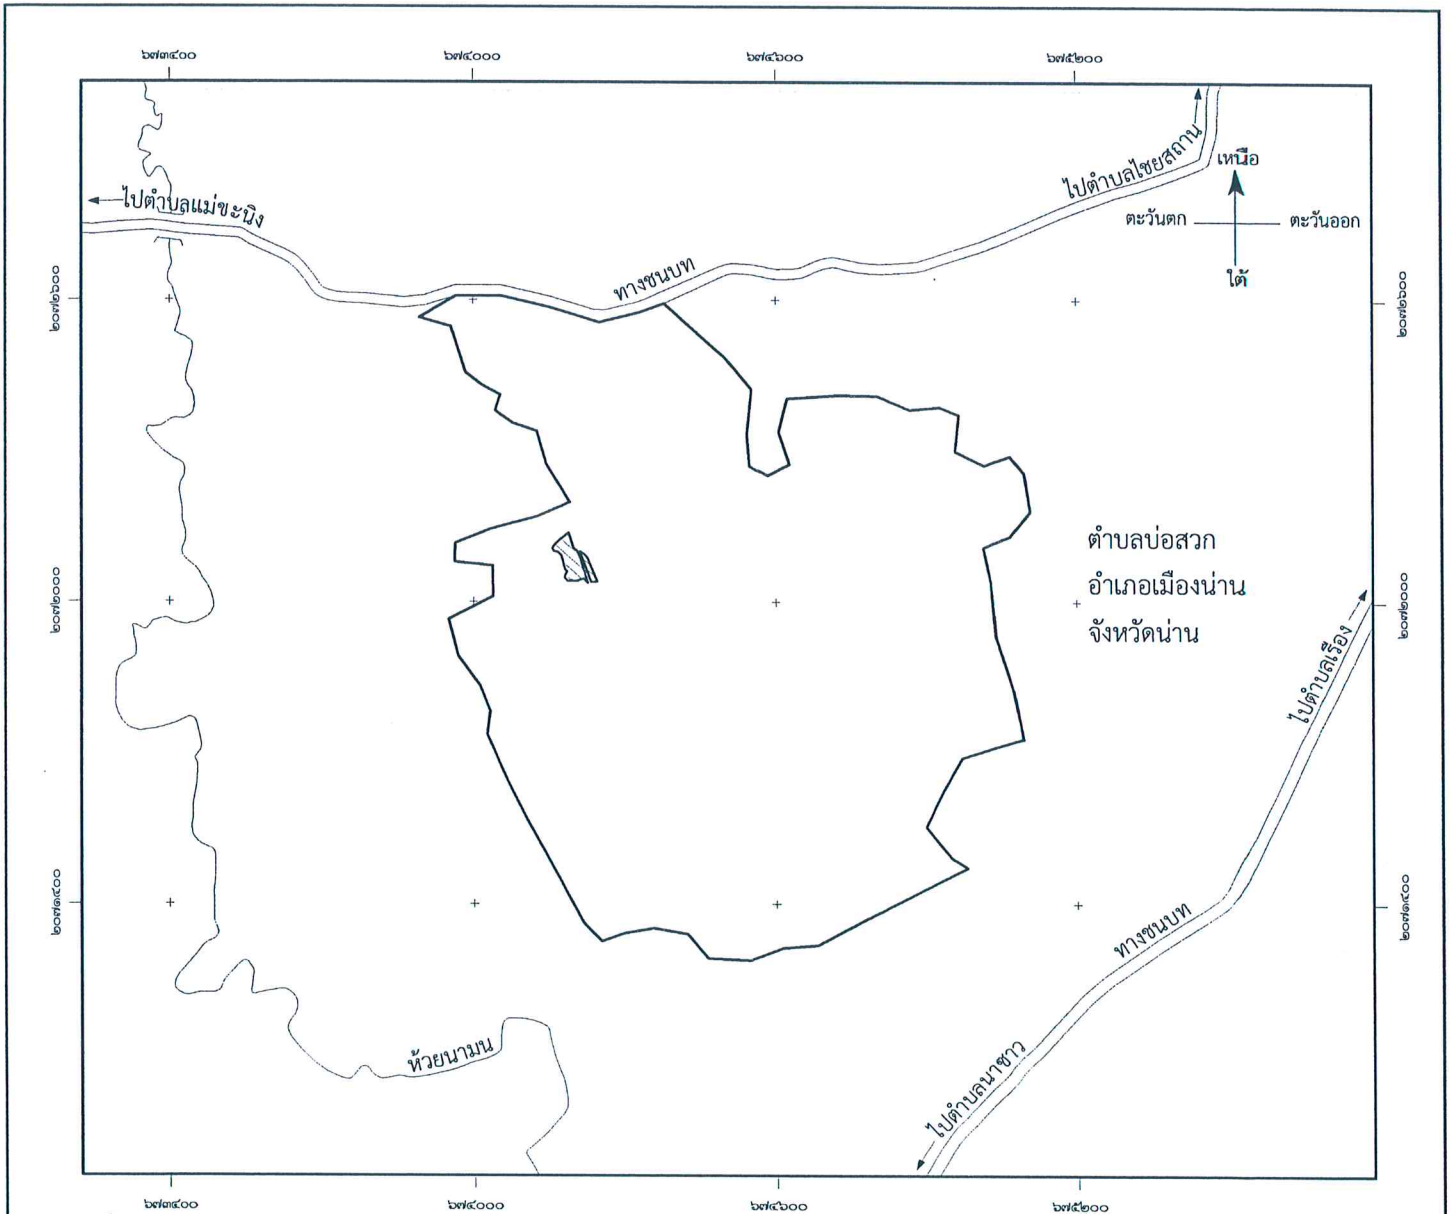 ๖๗๓๔๐๐ ๖๗๔๐๐๐ ๖๗๔๖๐๐ ๖๗๕๒๐๐
ไปตำบลไชยสถาน
เหนือ
ไปตำบลแม่ขะนิง
ตะวันตก ตะวันออก
ทางชนบท
ใต้
๒๐๗๒๖๐๐ ๒๐๗๒๖๐๐
ตำบลบ่อสวก
อำเภอเมืองน่าน
จังหวัดน่าน
๒๐๗๒๐๐๐ ๒๐๗๒๐๐๐
ไปตำบลเรือง
๒๐๗๑๔๐๐ ๒๐๗๑๔๐๐
ทางชนบท
ห้วยนามน
ไปตำบลนาซาว
๖๗๓๔๐๐ ๖๗๔๐๐๐ ๖๗๔๖๐๐ ๖๗๕๒๐๐